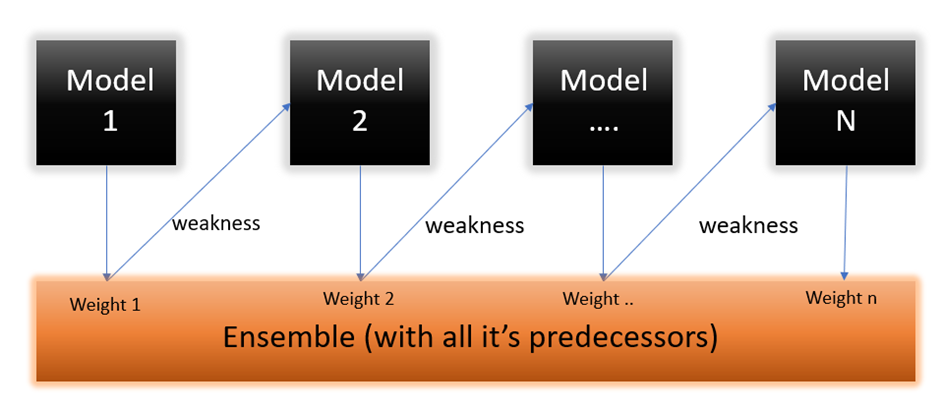 Model
1
Model
2
Model
....
Model
N
weakness
weakness
weakness
Weight 1
Weight 2
Weight ..
Weight n
Ensemble (with all it's predecessors)